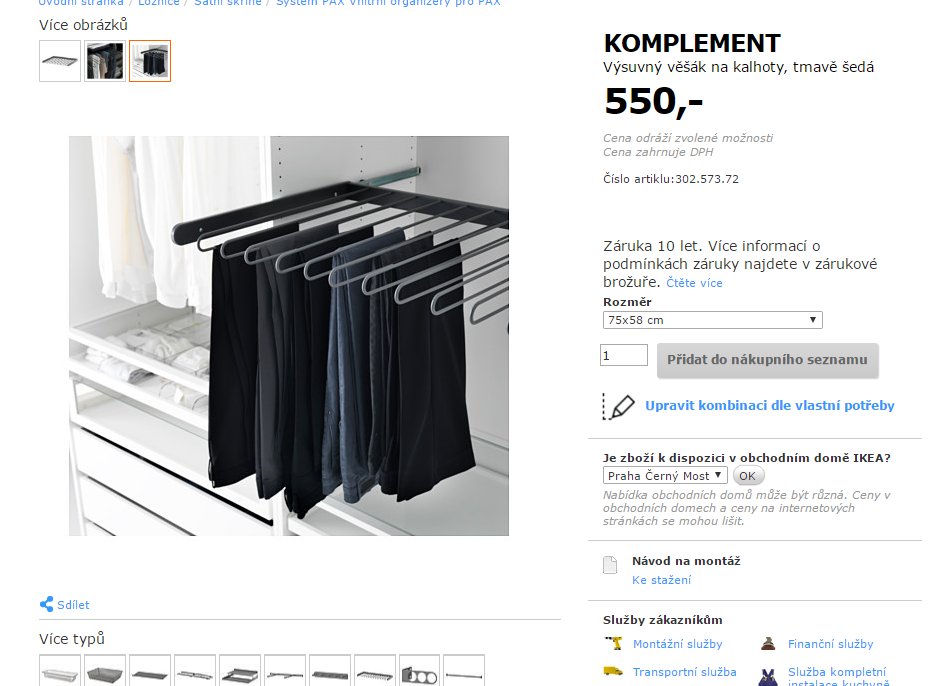 Úvodní stránka / Ložnice / Šatní skříně / Systém PAX Vnitřní organizéry pro PAX
Více obrázků
KOMPLEMENT
Výsuvný věšák na kalhoty, tmavě šedá
550,-
Cena odráží zvolené možnosti
Cena zahrnuje DPH
Číslo artiklu:302.573.72
Záruka 10 let. Více informací o
podmínkách záruky najdete v zárukové
brožuře. Čtěte více
Rozměr
75x58 cm
1
Přidat do nákupního seznamu
Upravit kombinaci dle vlastní potřeby
Je zboží k dispozici v obchodním domě IKEA?
Praha Černý Most
OK
Nabídka obchodních domů může být různá. Ceny v
obchodních domech a ceny na internetových
stránkách se mohou lišit.
Návod na montáž
Ke stažení
Sdílet
Více typů
Služby zákazníkům
Montážní služby
Finanční služby
Transportní služba
Služba kompletní
instalace kuchyně